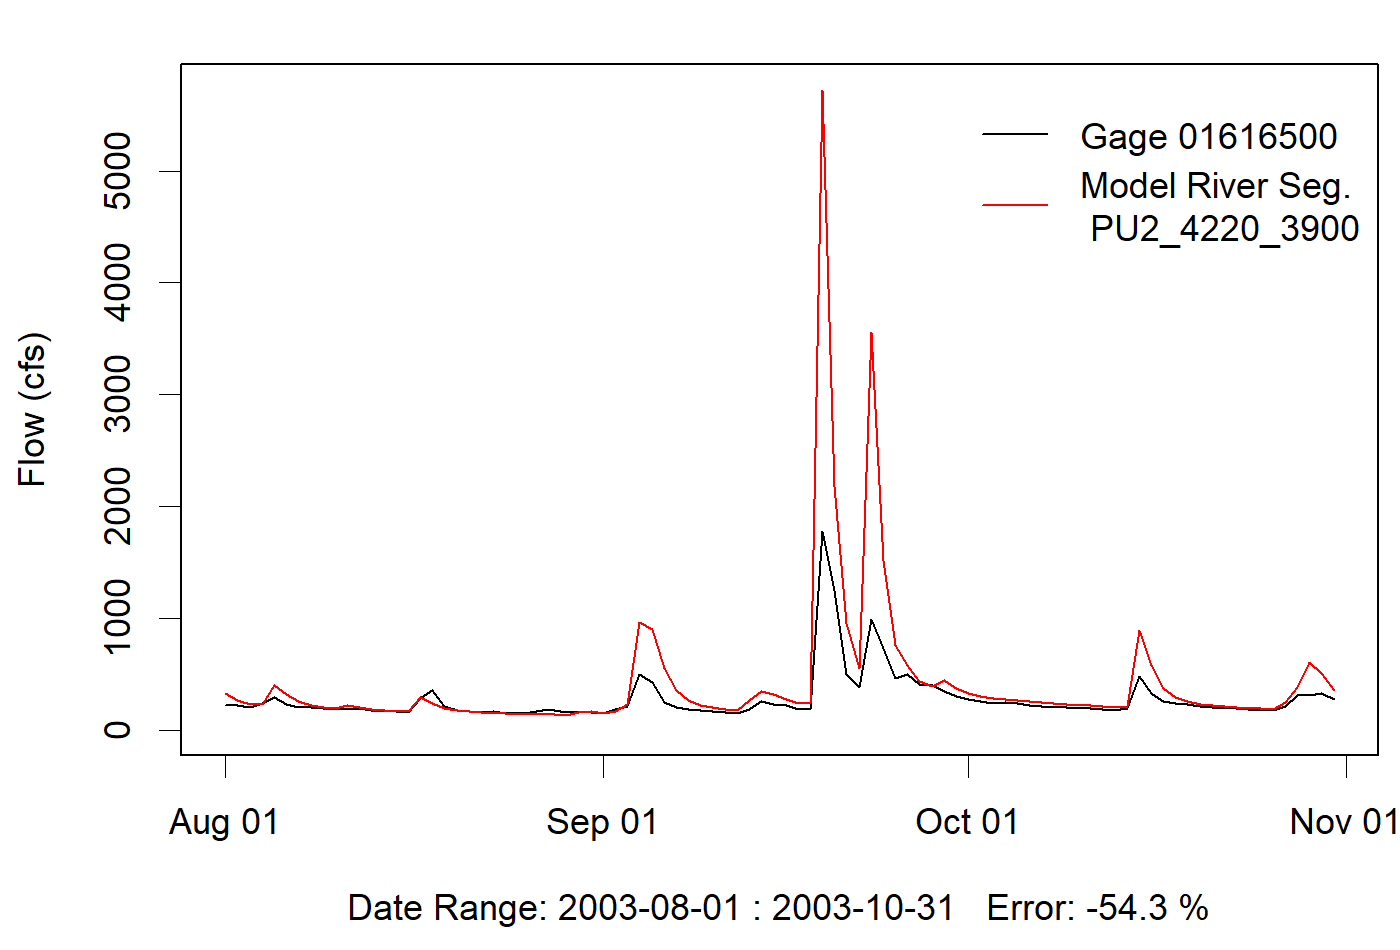 Gage 01616500
Model River Seg.
PU2_4220_3900
Flow (cfs)
5000
4000
3000
2000
1000
0
Aug 01 Sep 01 Oct 01 Nov 01
Date Range: 2003-08-01 : 2003-10-31 Error: -54.3 %